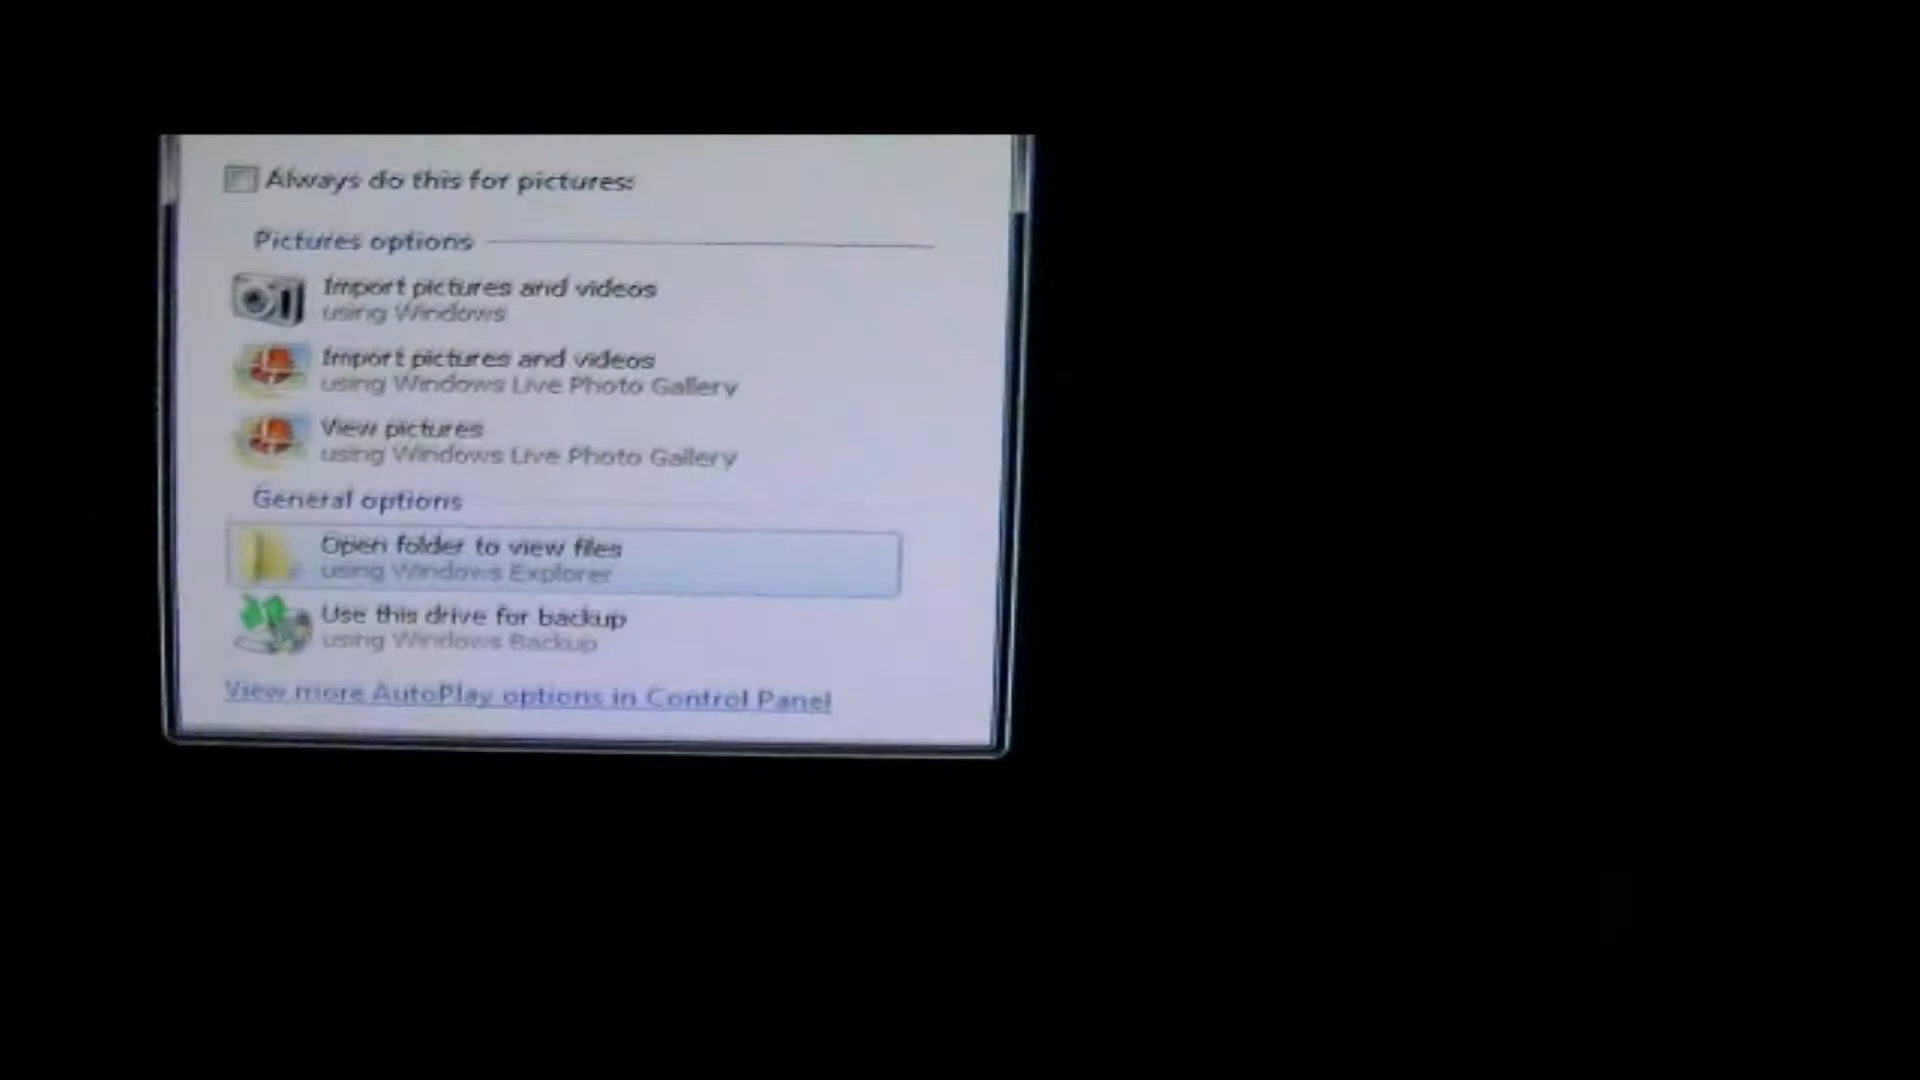 Always do this for pictures:
Pictures options
Import pictures and videos
using Windows
Import pictures and videos
using Windows Live Photo Gallery
View pictures
using Windows Live Photo Gallery
General options
Open folder to view files
using Windows Explorer
Use this drive for backup
using Windows Backup
View more AutoPlay options in Control Panel